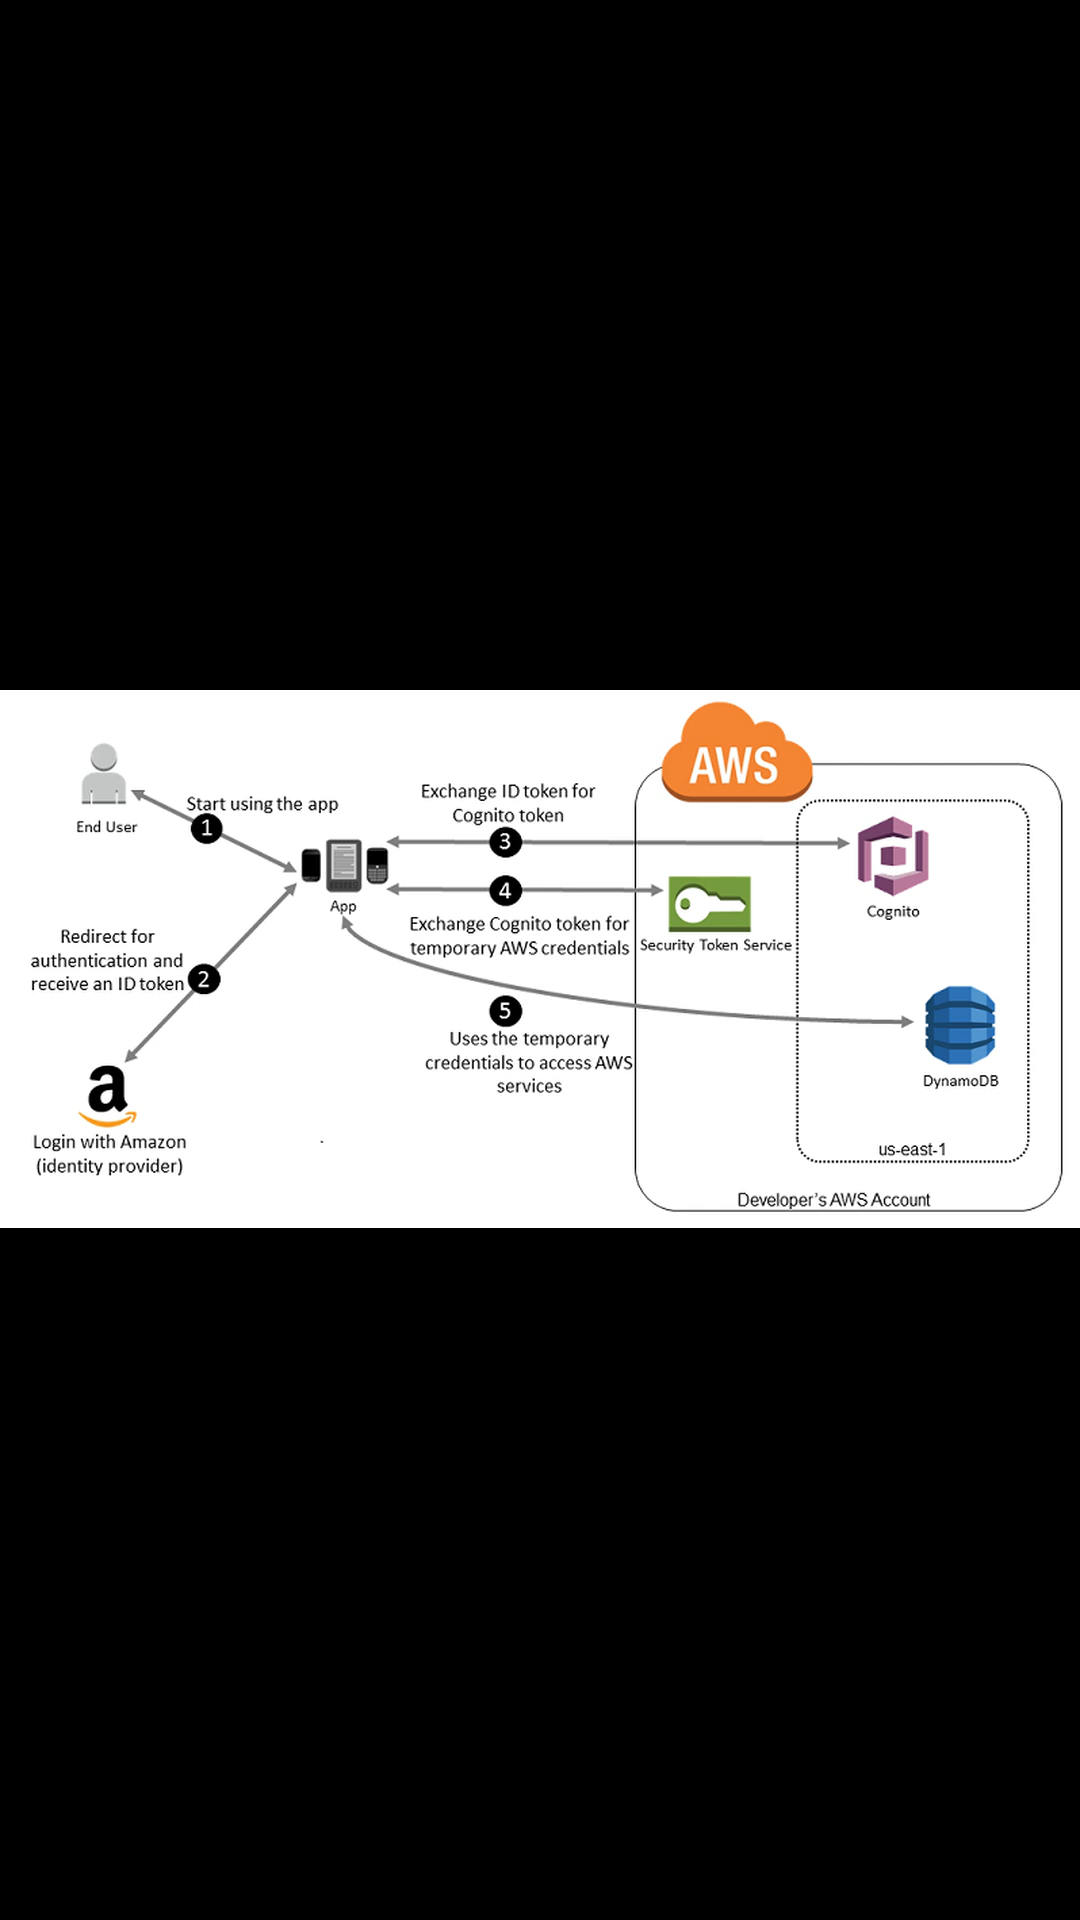 AWS
End User
Start using the app
1
App
Redirect for
authentication and
receive an ID token
2
a
Login with Amazon
(identity provider)
Exchange ID token for
Cognito token
3
4
Exchange Cognito token for
temporary AWS credentials
5
Uses the temporary
credentials to access AWS
services
Security Token Service
Cognito
DynamoDB
us-east-1
Developer's AWS Account